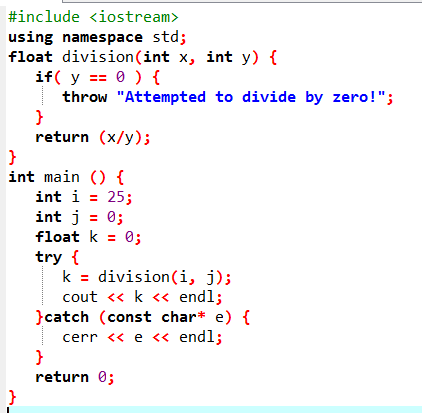 #include <iostream>
using namespace std;
float division(int x, int y) {
if( y == 0 ) {
throw "Attempted to divide by zero!";
}
return (x/y);
}
int main () {
int i = 25;
int j = 0;
float k = 0;
try {
k = division(i, j);
cout << k << endl;
}catch (const char* e) {
cerr << e << endl;
}
return 0;
}